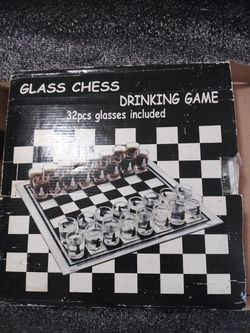 GLASS CHESS
DRINKING GAME
32pcs glasses included